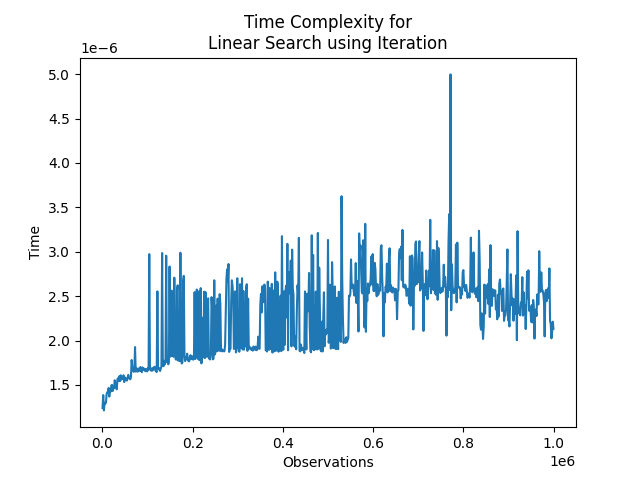 Time Complexity for
Linear Search using Iteration
1e−6
5.0
4.5
4.0
3.5
3.0
2.5
2.0
1.5
Time
0.0 0.2 0.4 0.6 0.8 1.0
Observations
1e6